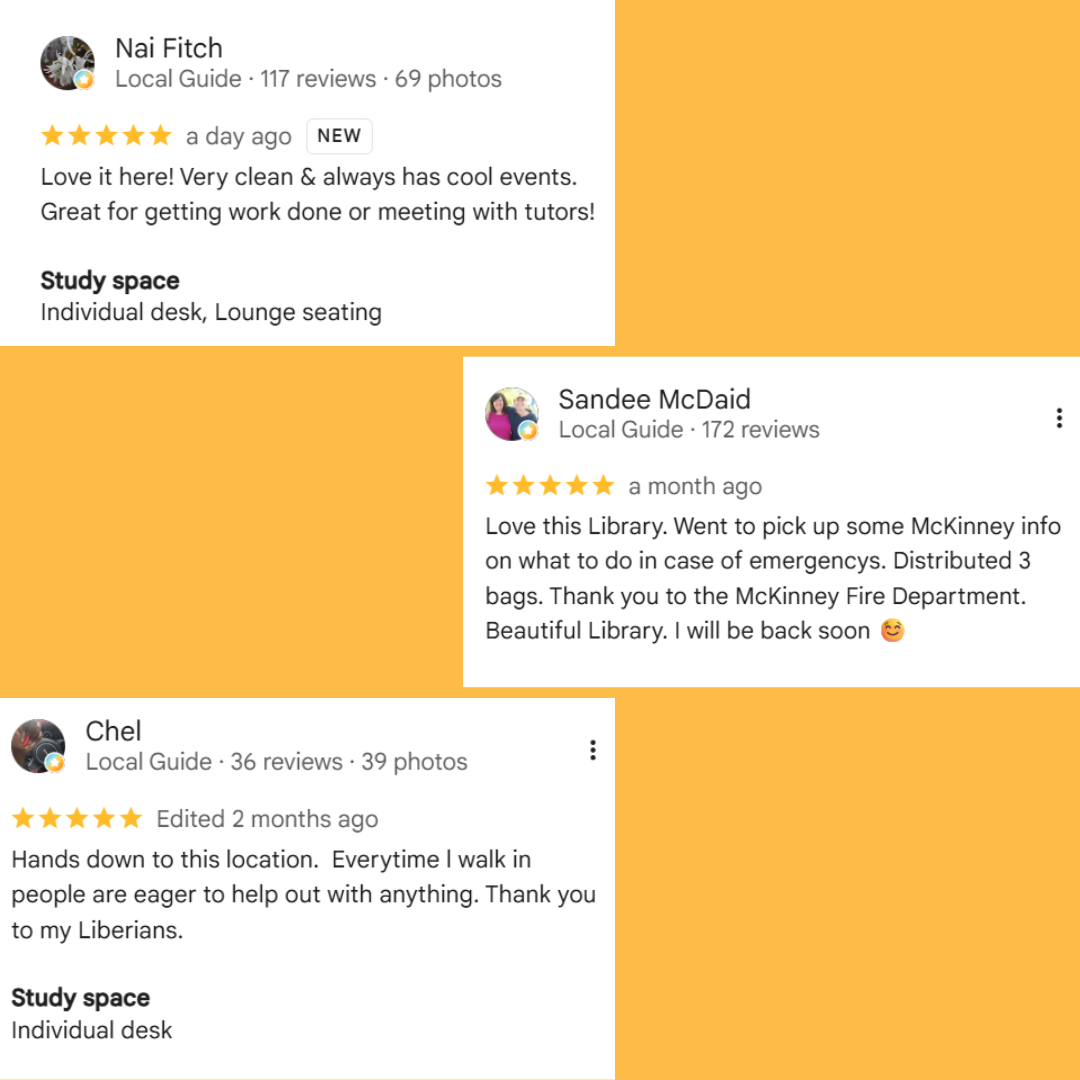 Nai Fitch
Local Guide · 117 reviews · 69 photos
a day ago NEW
Love it here! Very clean & always has cool events.
Great for getting work done or meeting with tutors!
Study space
Individual desk, Lounge seating
Sandee McDaid
Local Guide · 172 reviews
a month ago
Love this Library. Went to pick up some McKinney info
on what to do in case of emergencys. Distributed 3
bags. Thank you to the McKinney Fire Department.
Beautiful Library. I will be back soon 😊
Chel
Local Guide · 36 reviews · 39 photos
Edited 2 months ago
Hands down to this location.  Everytime I walk in
people are eager to help out with anything. Thank you
to my Liberians.
Study space
Individual desk